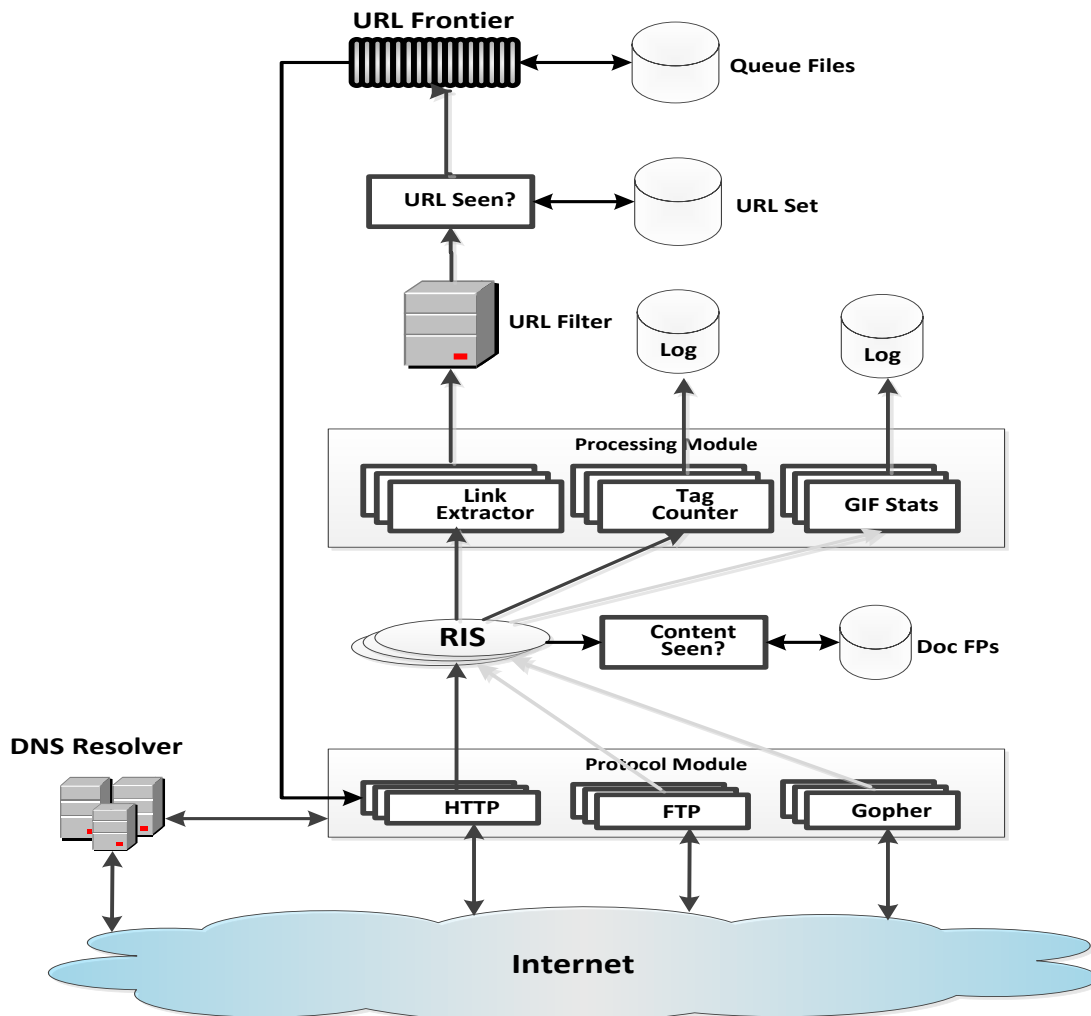 URL Frontier
Queue Files
URL Seen?
URL Set
URL Filter
Log
Log
Processing Module
Link
Extractor
Tag
Counter
GIF Stats
RIS
Content
Seen?
Doc FPs
DNS Resolver
Protocol Module
HTTP
FTP
Gopher
Internet